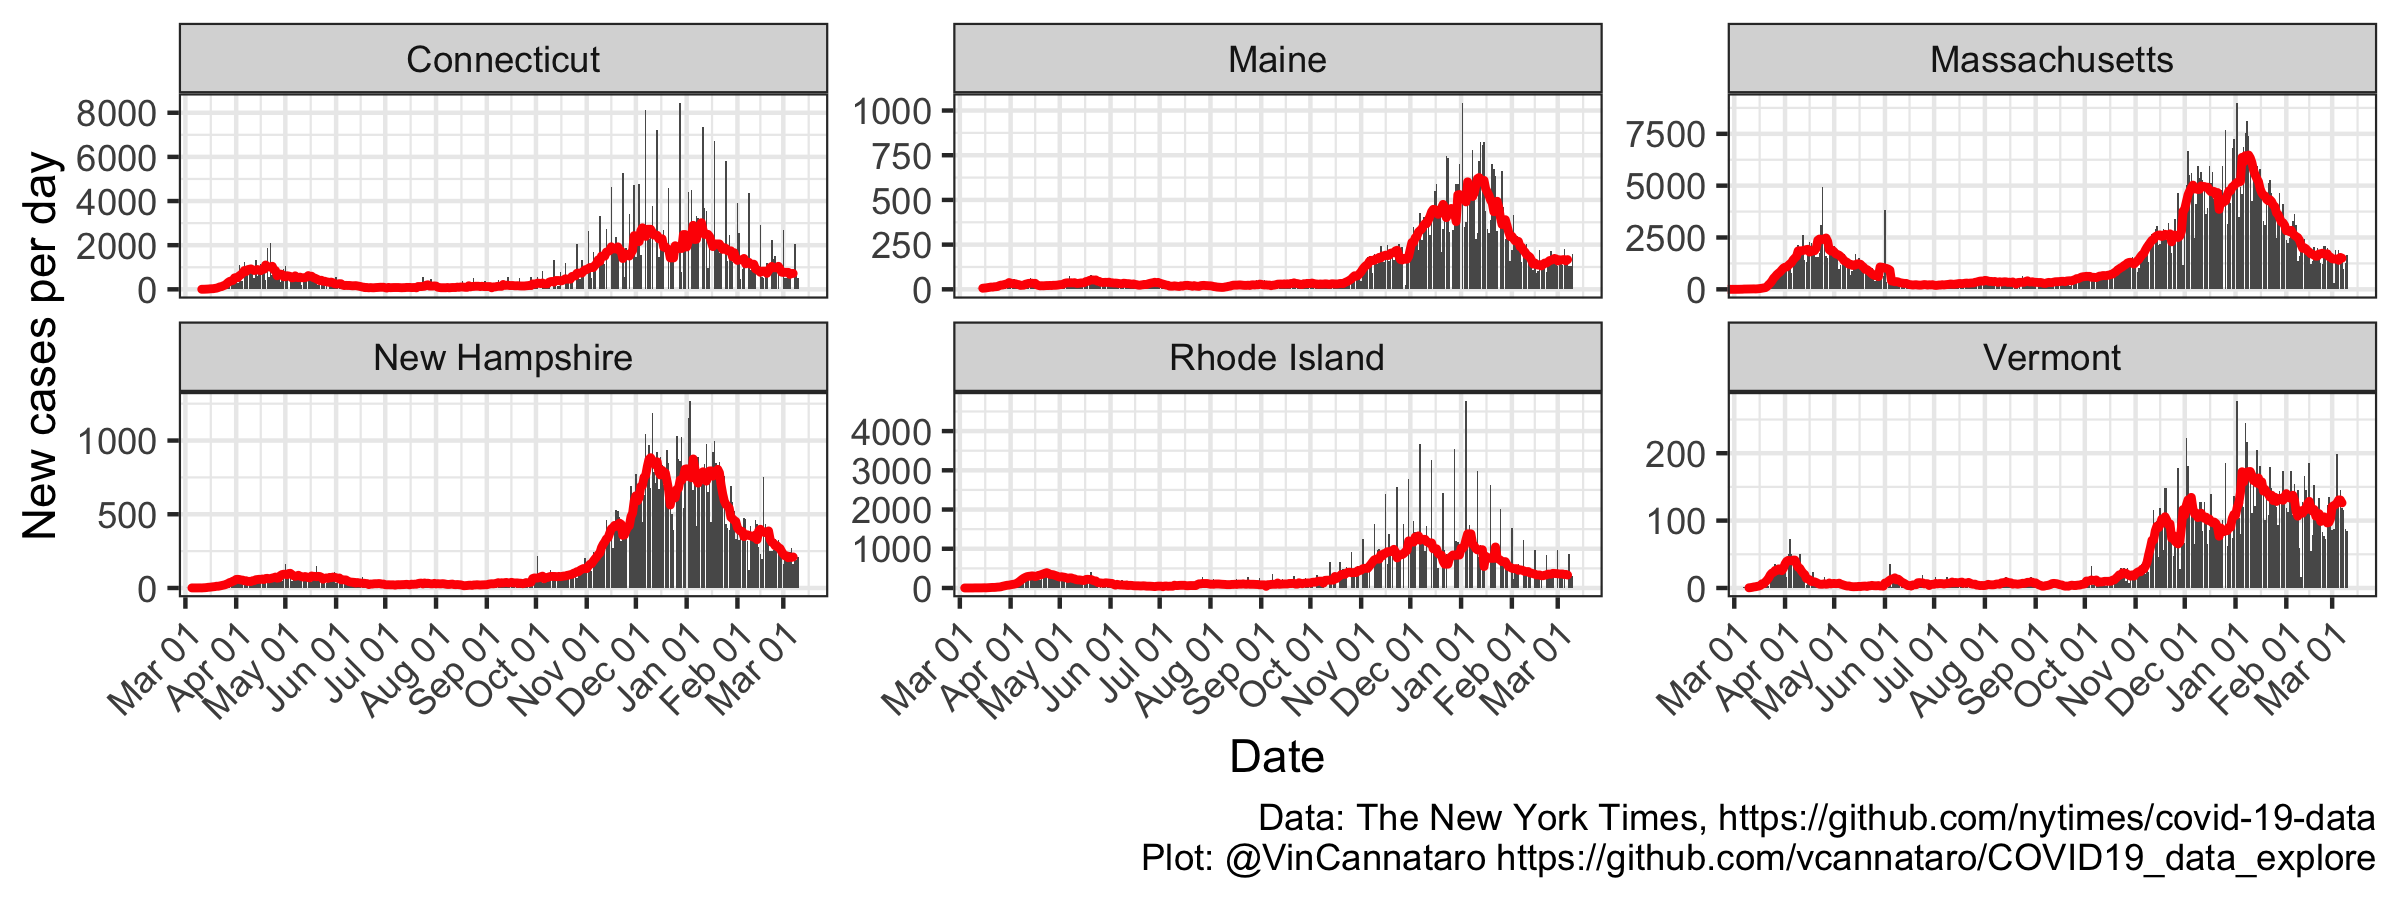 Connecticut Maine Massachusetts
New cases per day
8000
6000
4000
2000
0
1000
750
500
250
0
7500
5000
2500
0
New Hampshire Rhode Island Vermont
1000
500
0
4000
3000
2000
1000
0
200
100
0
Mar 01 Apr 01 May 01 Jun 01 Jul 01 Aug 01 Sep 01 Oct 01 Nov 01 Dec 01 Jan 01 Feb 01 Mar 01
Mar 01 Apr 01 May 01 Jun 01 Jul 01 Aug 01 Sep 01 Oct 01 Nov 01 Dec 01 Jan 01 Feb 01 Mar 01
Mar 01 Apr 01 May 01 Jun 01 Jul 01 Aug 01 Sep 01 Oct 01 Nov 01 Dec 01 Jan 01 Feb 01 Mar 01
Date
Data: The New York Times, https://github.com/nytimes/covid-19-data
Plot: @VinCannataro https://github.com/vcannataro/COVID19_data_explore